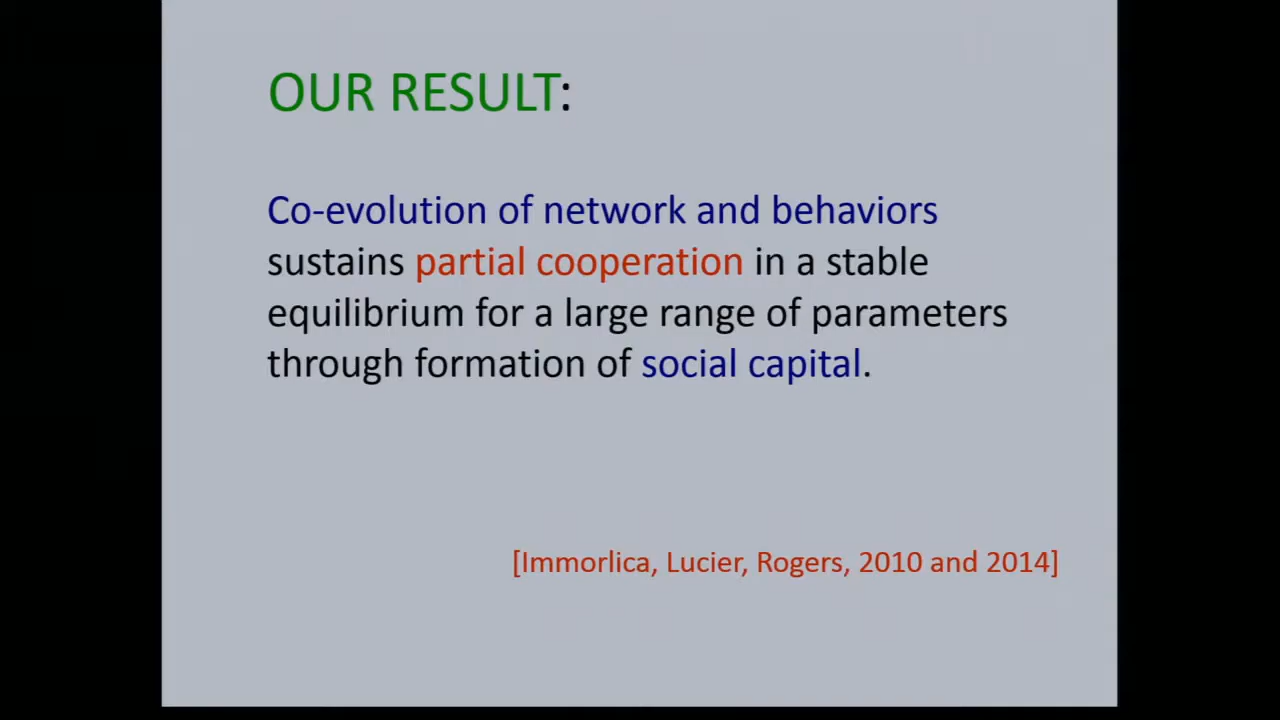 OUR RESULT:
Co-evolution of network and behaviors
sustains partial cooperation in a stable
equilibrium for a large range of parameters
through formation of social capital.
[Immorlica, Lucier, Rogers, 2010 and 2014]